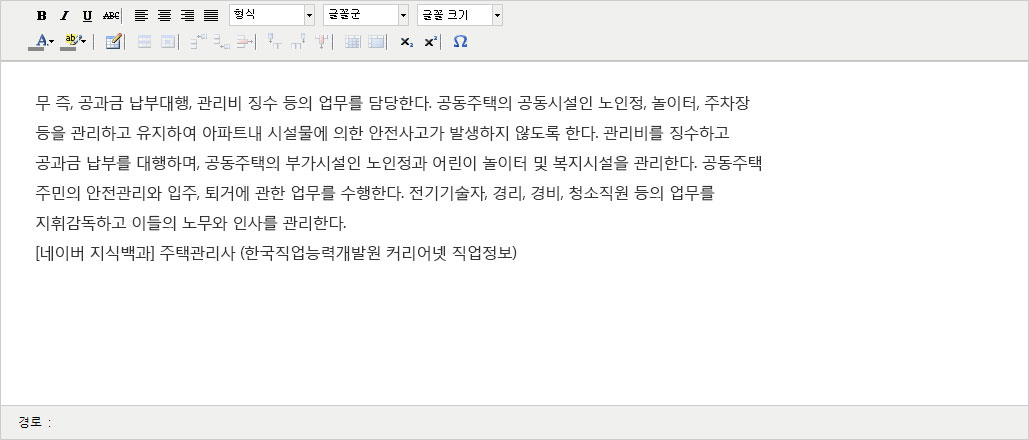 B I U ABC 형식 글꼴군 글꼴 크기
A ab x₂ x² Ω
무 즉, 공과금 납부대행, 관리비 징수 등의 업무를 담당한다. 공동주택의 공동시설인 노인정, 놀이터, 주차장
등을 관리하고 유지하여 아파트내 시설물에 의한 안전사고가 발생하지 않도록 한다. 관리비를 징수하고
공과금 납부를 대행하며, 공동주택의 부가시설인 노인정과 어린이 놀이터 및 복지시설을 관리한다. 공동주택
주민의 안전관리와 입주, 퇴거에 관한 업무를 수행한다. 전기기술자, 경리, 경비, 청소직원 등의 업무를
지휘감독하고 이들의 노무와 인사를 관리한다.
[네이버 지식백과] 주택관리사 (한국직업능력개발원 커리어넷 직업정보)
경로 :